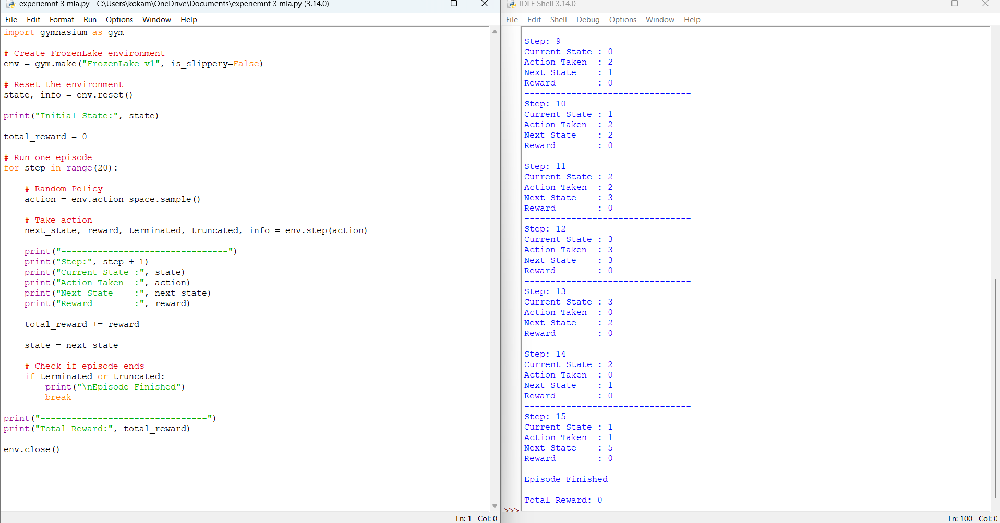 experiemnt 3 mla.py - C:\Users\kokam\OneDrive\Documents\experiemnt 3 mla.py (3.14.0)
File Edit Format Run Options Window Help
import gymnasium as gym

# Create FrozenLake environment
env = gym.make("FrozenLake-v1", is_slippery=False)

# Reset the environment
state, info = env.reset()

print("Initial State:", state)

total_reward = 0

# Run one episode
for step in range(20):

    # Random Policy
    action = env.action_space.sample()

    # Take action
    next_state, reward, terminated, truncated, info = env.step(action)

    print("--------------------------------")
    print("Step:", step + 1)
    print("Current State :", state)
    print("Action Taken  :", action)
    print("Next State    :", next_state)
    print("Reward        :", reward)

    total_reward += reward

    state = next_state

    # Check if episode ends
    if terminated or truncated:
        print("\nEpisode Finished")
        break

print("--------------------------------")
print("Total Reward:", total_reward)

env.close()
Ln: 1 Col: 0
IDLE Shell 3.14.0
File Edit Shell Debug Options Window Help
--------------------------------
Step: 9
Current State : 0
Action Taken  : 2
Next State    : 1
Reward        : 0
--------------------------------
Step: 10
Current State : 1
Action Taken  : 2
Next State    : 2
Reward        : 0
--------------------------------
Step: 11
Current State : 2
Action Taken  : 2
Next State    : 3
Reward        : 0
--------------------------------
Step: 12
Current State : 3
Action Taken  : 3
Next State    : 3
Reward        : 0
--------------------------------
Step: 13
Current State : 3
Action Taken  : 0
Next State    : 2
Reward        : 0
--------------------------------
Step: 14
Current State : 2
Action Taken  : 0
Next State    : 1
Reward        : 0
--------------------------------
Step: 15
Current State : 1
Action Taken  : 1
Next State    : 5
Reward        : 0

Episode Finished
--------------------------------
Total Reward: 0
>>>
Ln: 100 Col: 0